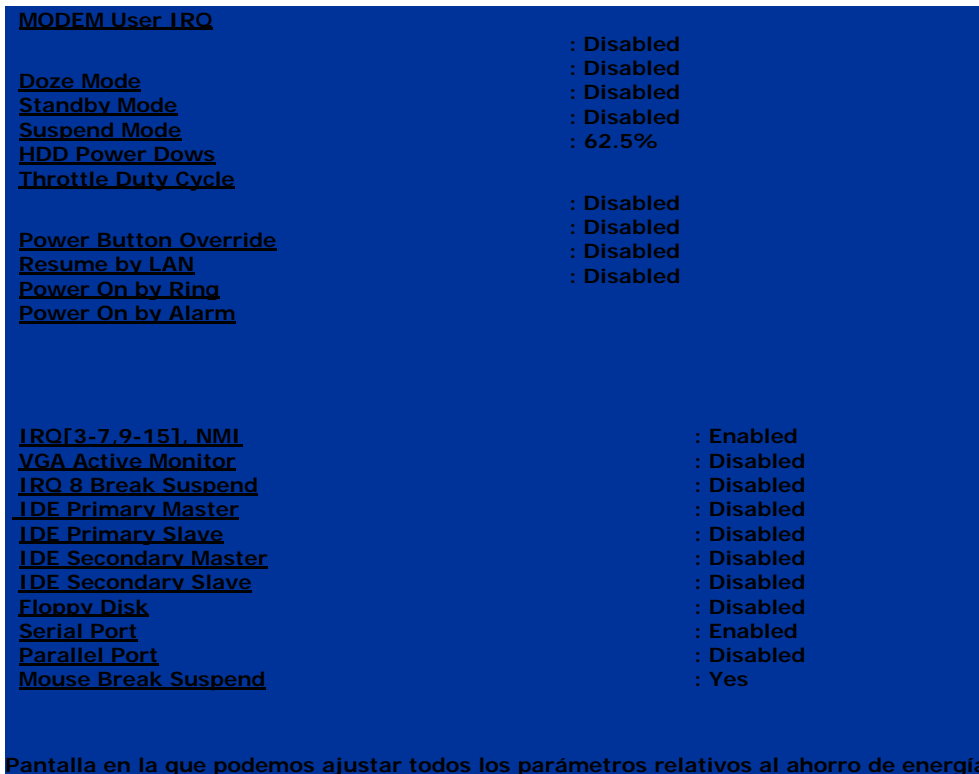 MODEM User IRQ
: Disabled
: Disabled
Doze Mode
: Disabled
Standby Mode
: Disabled
Suspend Mode
: 62.5%
HDD Power Dows
Throttle Duty Cycle
: Disabled
: Disabled
Power Button Override
: Disabled
Resume by LAN
: Disabled
Power On by Ring
Power On by Alarm
IRQ[3-7,9-15], NMI : Enabled
VGA Active Monitor : Disabled
IRQ 8 Break Suspend : Disabled
IDE Primary Master : Disabled
IDE Primary Slave : Disabled
IDE Secondary Master : Disabled
IDE Secondary Slave : Disabled
Floppy Disk : Disabled
Serial Port : Enabled
Parallel Port : Disabled
Mouse Break Suspend : Yes
Pantalla en la que podemos ajustar todos los parámetros relativos al ahorro de energí